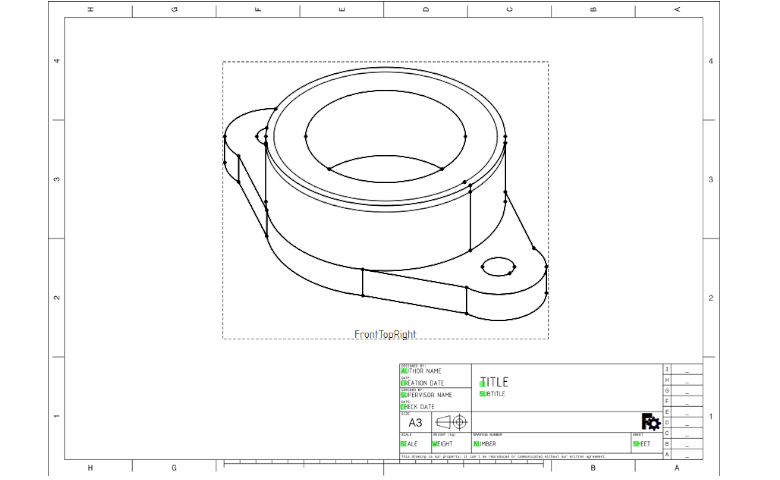 H G F E D C B A
4 4
3 3
FrontTopRight
2 2
DESIGNED BY:
AUTHOR NAME
DATE:
CREATION DATE
CHECKED BY:
SUPERVISOR NAME
DATE:
CHECK DATE
TITLE
SUBTITLE
I _
H _
G _
F _
E _
D _
C _
B _
A _
SIZE
A3
1 1
SCALE WEIGHT (kg) DRAWING NUMBER SHEET
SCALE WEIGHT NUMBER SHEET
This drawing is our property; it can't be reproduced or communicated without our written agreement.
H G B A